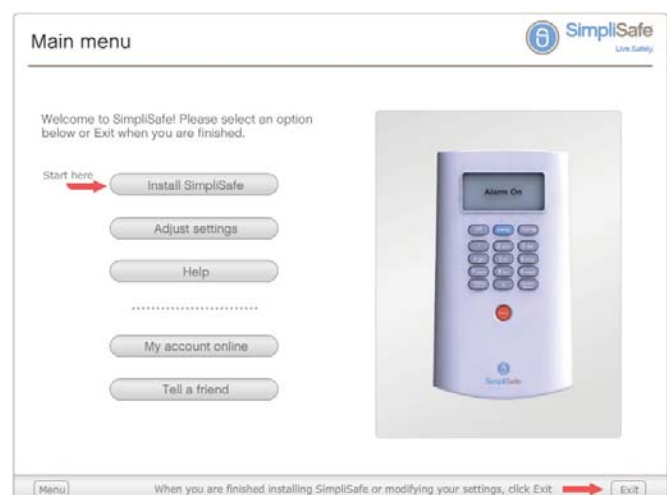 Main menu
SimpliSafe
Live Safely.
Welcome to SimpliSafe! Please select an option
below or Exit when you are finished.
Start here
Install SimpliSafe
Adjust settings
Help
My account online
Tell a friend
Alarm On
SimpliSafe
Menu
When you are finished installing SimpliSafe or modifying your settings, click Exit
Exit